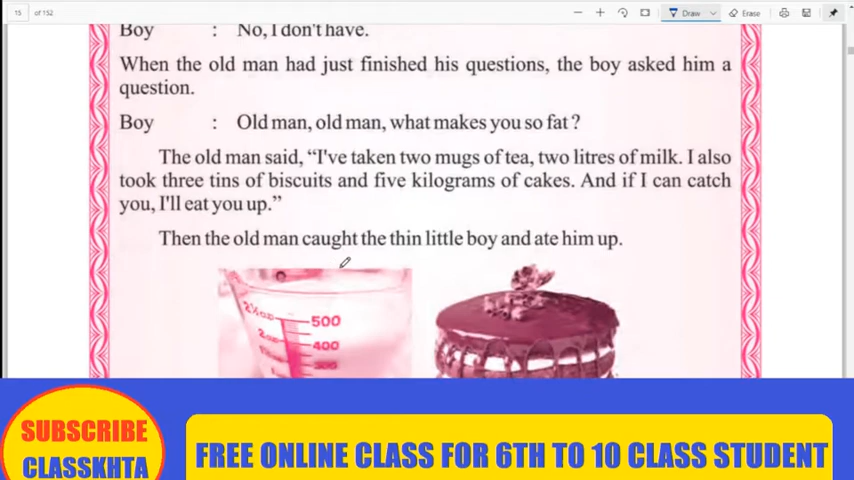 15 of 152
Draw
Erase
Boy : No, I don't have.
When the old man had just finished his questions, the boy asked him a
question.
Boy : Old man, old man, what makes you so fat ?
The old man said, “I've taken two mugs of tea, two litres of milk. I also
took three tins of biscuits and five kilograms of cakes. And if I can catch
you, I'll eat you up.”
Then the old man caught the thin little boy and ate him up.
2½oz 500
2oz 400
300
SUBSCRIBE
CLASSKHTA
FREE ONLINE CLASS FOR 6TH TO 10 CLASS STUDENT